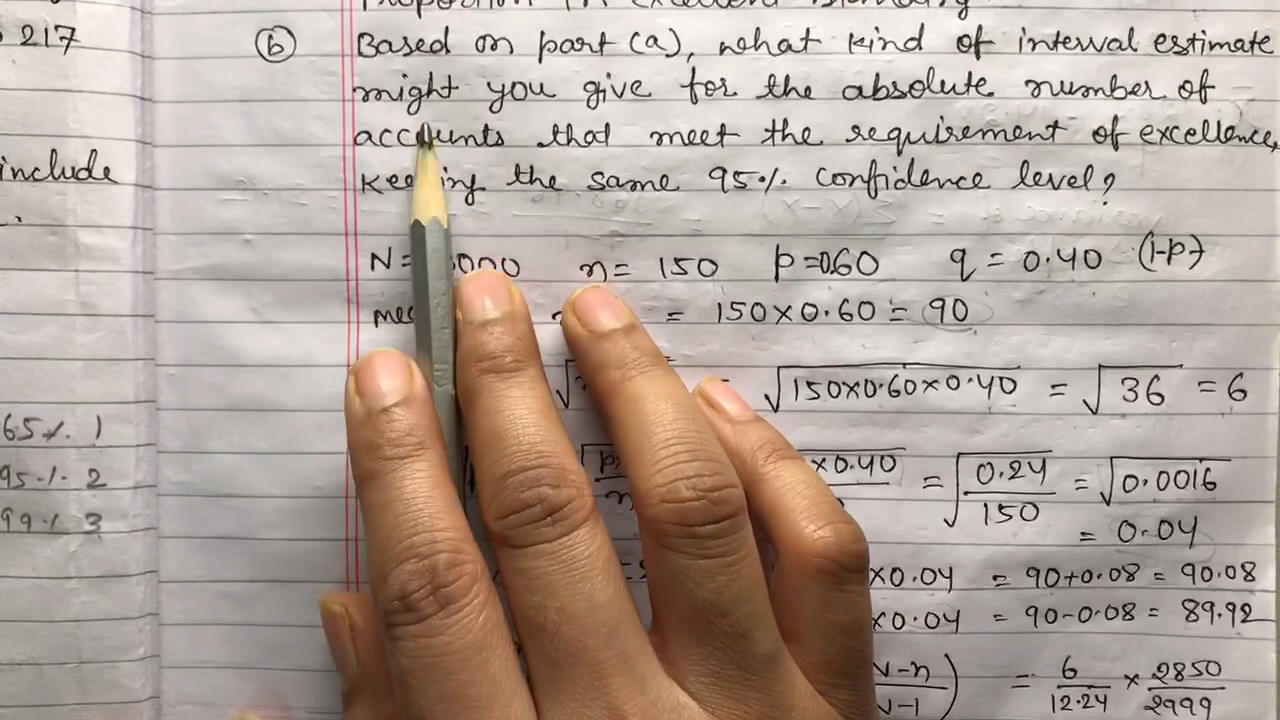 217
include
65% 1
95% 2
99% 3
(b) Based on part (a), what kind of interval estimate
might you give for the absolute number of
accounts that meet the requirement of excellence,
keeping the same 95% confidence level?
N= 000 n= 150 p=0.60 q = 0.40 (1-p)
= 150×0.60 = 90
√150×0.60×0.40 = √36 = 6
×0.40 = √0.24/150 = √0.0016
= 0.04
×0.04 = 90+0.08 = 90.08
×0.04 = 90-0.08 = 89.92
= 6/12.24 × 2850/2999